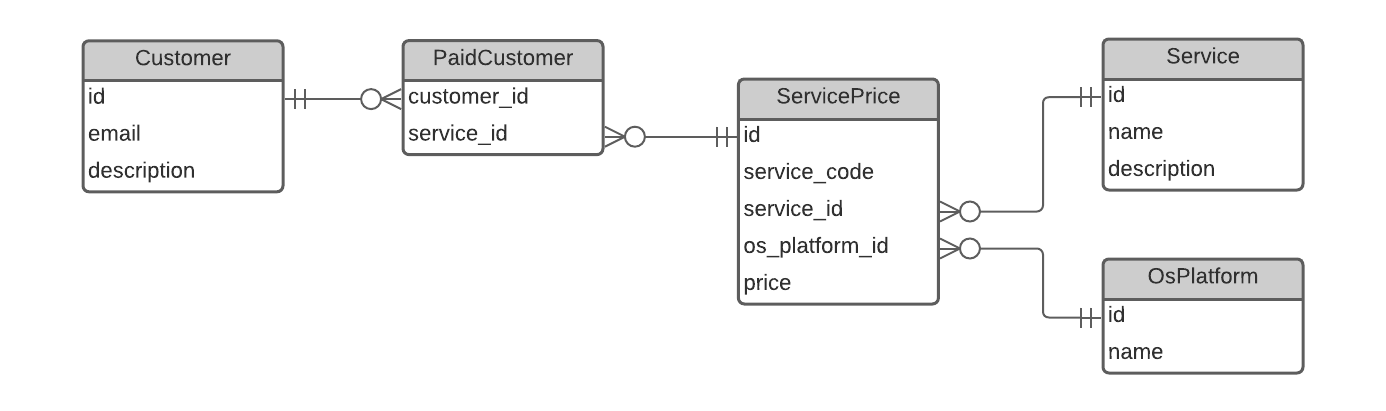 Customer
id
email
description
PaidCustomer
customer_id
service_id
ServicePrice
id
service_code
service_id
os_platform_id
price
Service
id
name
description
OsPlatform
id
name